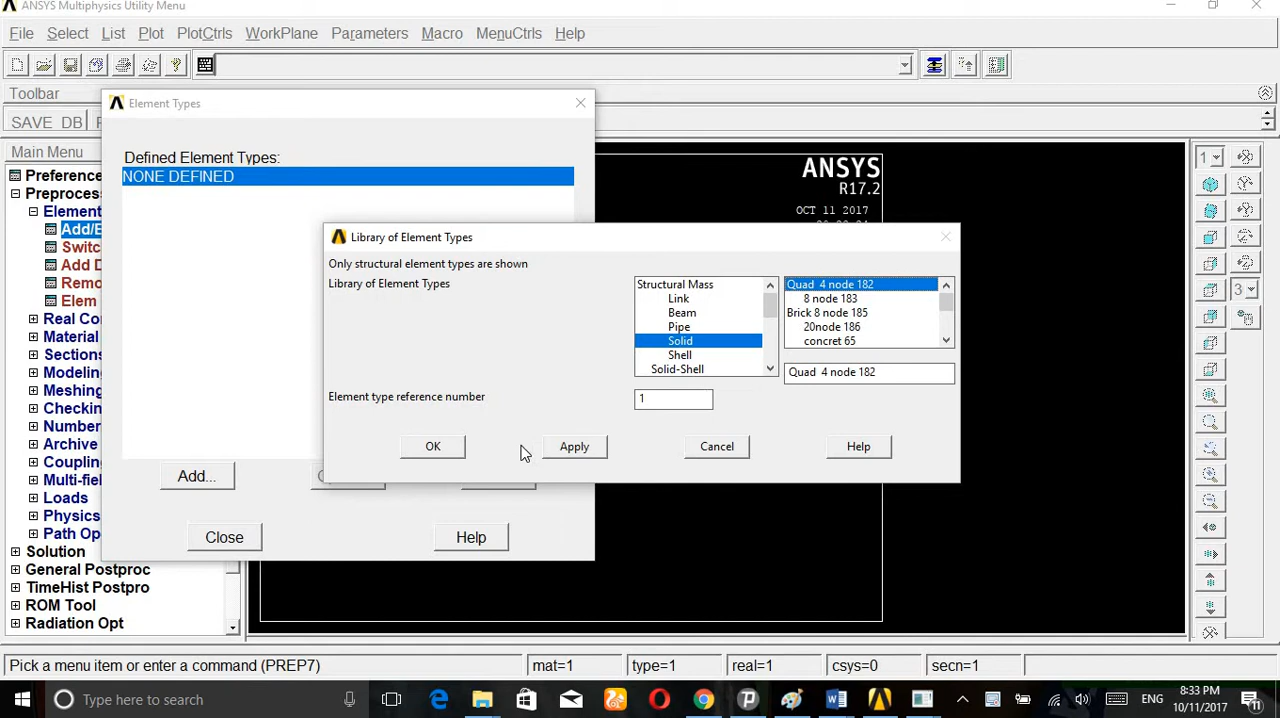 ANSYS Multiphysics Utility Menu
File Select List Plot PlotCtrls WorkPlane Parameters Macro MenuCtrls Help
Toolbar
SAVE_DB
Main Menu
Preference
Preproces
Element
Add/E
Switc
Add D
Remo
Elem
Real Co
Material
Sections
Modeling
Meshing
Checkin
Number
Archive
Couplin
Multi-fiel
Loads
Physics
Path Op
Solution
General Postproc
TimeHist Postpro
ROM Tool
Radiation Opt
Element Types
Defined Element Types:
NONE DEFINED
Add...
Close
Help
ANSYS
R17.2
OCT 11 2017
Library of Element Types
Only structural element types are shown
Library of Element Types
Structural Mass
Link
Beam
Pipe
Solid
Shell
Solid-Shell
Quad 4 node 182
8 node 183
Brick 8 node 185
20node 186
concret 65
Quad 4 node 182
Element type reference number
1
OK
Apply
Cancel
Help
1
3
Pick a menu item or enter a command (PREP7)
mat=1
type=1
real=1
csys=0
secn=1
Type here to search
ENG
8:33 PM
10/11/2017
11